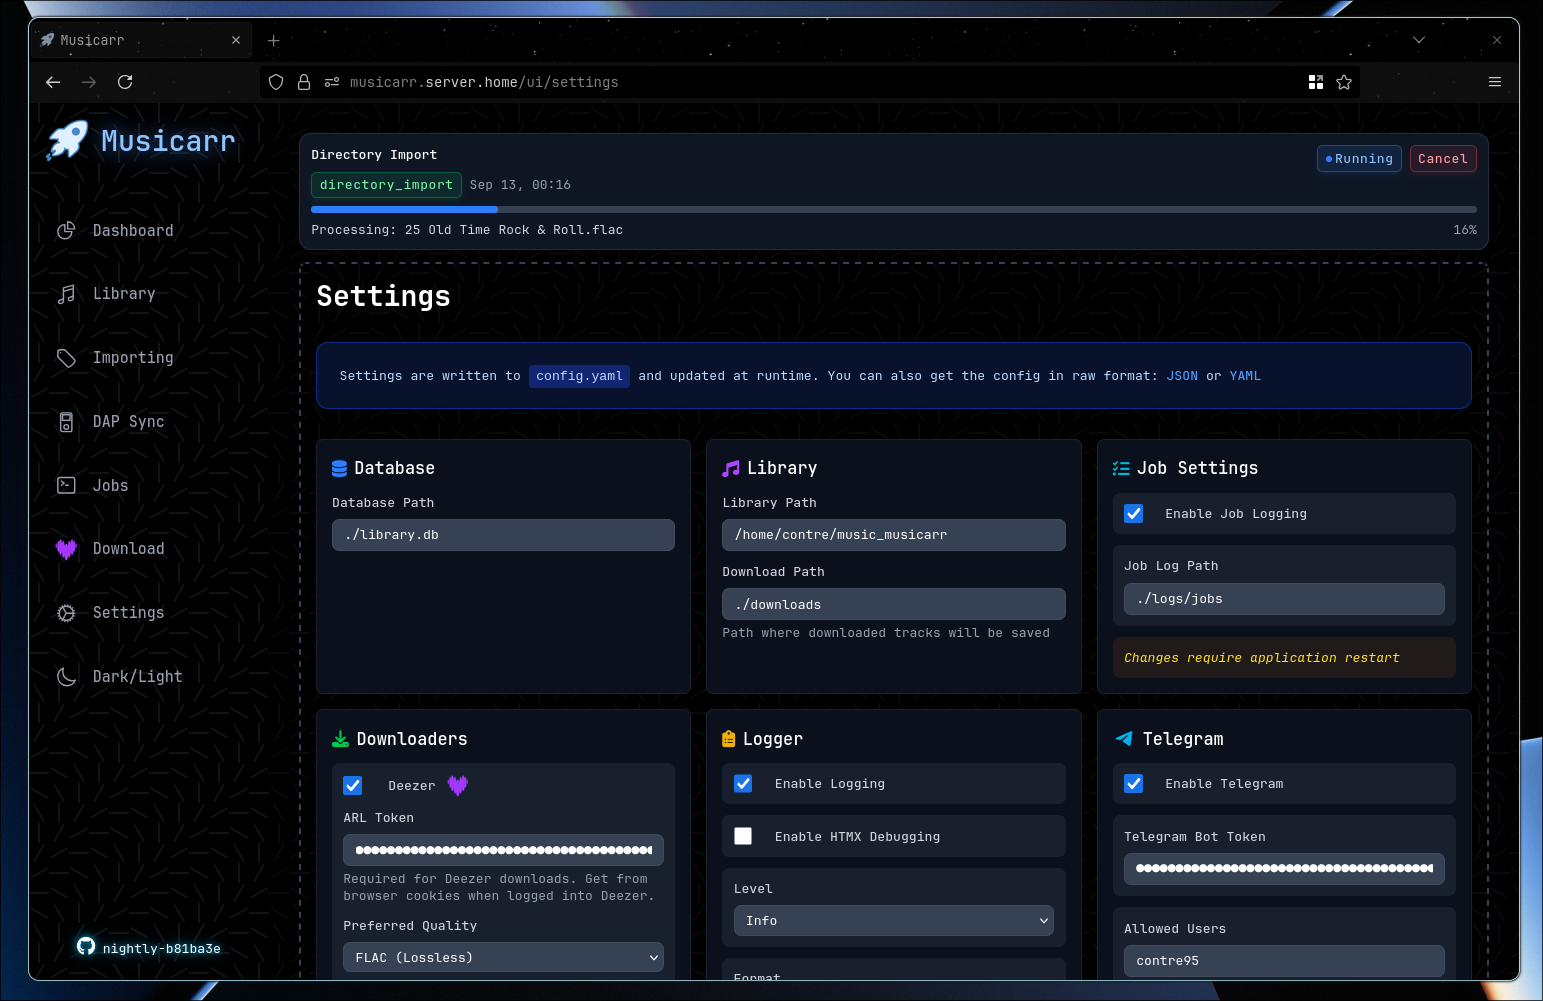 Musicarr
musicarr.server.home/ui/settings
Musicarr
Dashboard
Library
Importing
DAP Sync
Jobs
Download
Settings
Dark/Light
nightly-b81ba3e
Directory Import
Running
Cancel
directory_import Sep 13, 00:16
Processing: 25 Old Time Rock & Roll.flac
16%
Settings
Settings are written to config.yaml and updated at runtime. You can also get the config in raw format: JSON or YAML
Database
Database Path
./library.db
Library
Library Path
/home/contre/music_musicarr
Download Path
./downloads
Path where downloaded tracks will be saved
Job Settings
Enable Job Logging
Job Log Path
./logs/jobs
Changes require application restart
Downloaders
Deezer
ARL Token
Required for Deezer downloads. Get from
browser cookies when logged into Deezer.
Preferred Quality
FLAC (Lossless)
Logger
Enable Logging
Enable HTMX Debugging
Level
Info
Format
Telegram
Enable Telegram
Telegram Bot Token
Allowed Users
contre95